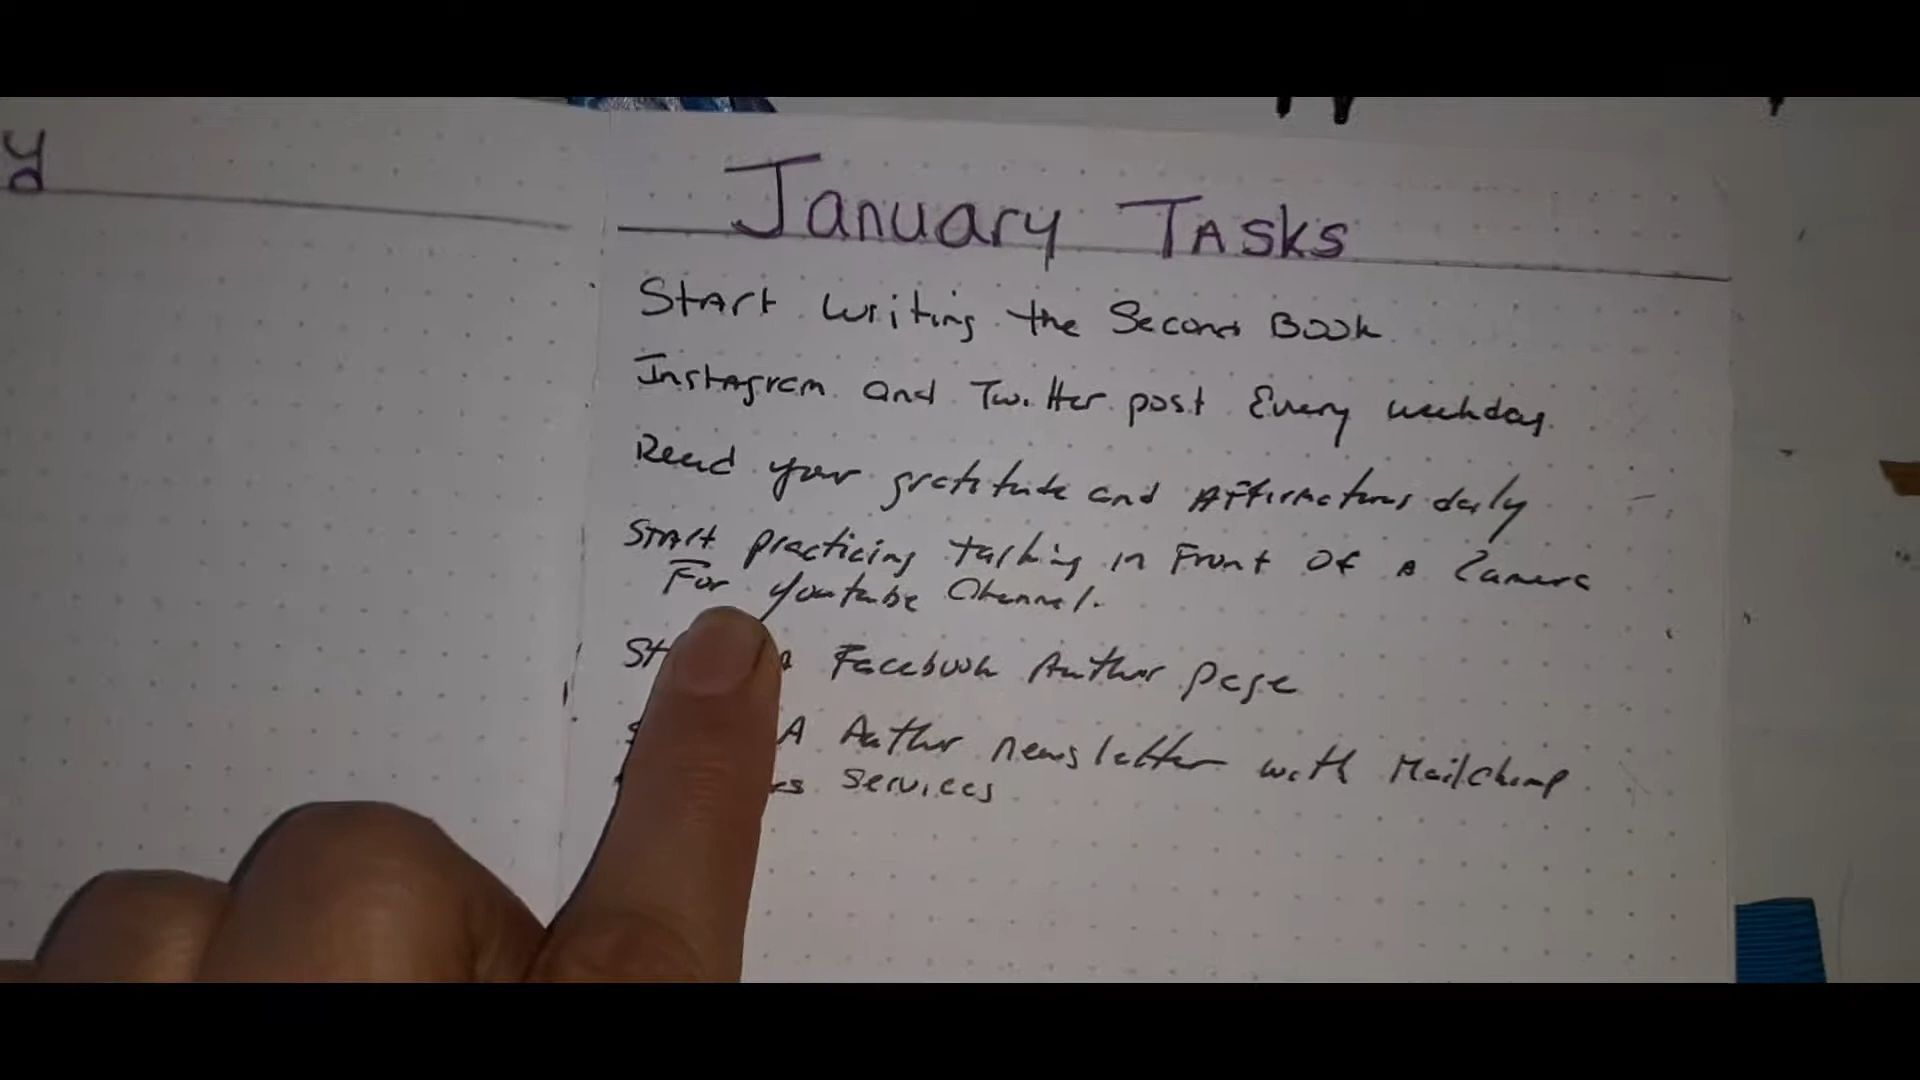 January Tasks
Start writing the Second Book
Instagram and Twitter post Every weekday
Read your gratitude and Affirmations daily
Start practicing talking in Front Of a Camera
For Youtube Channel.
Facebook Author page
A Author newsletter with Mailchimp
Services